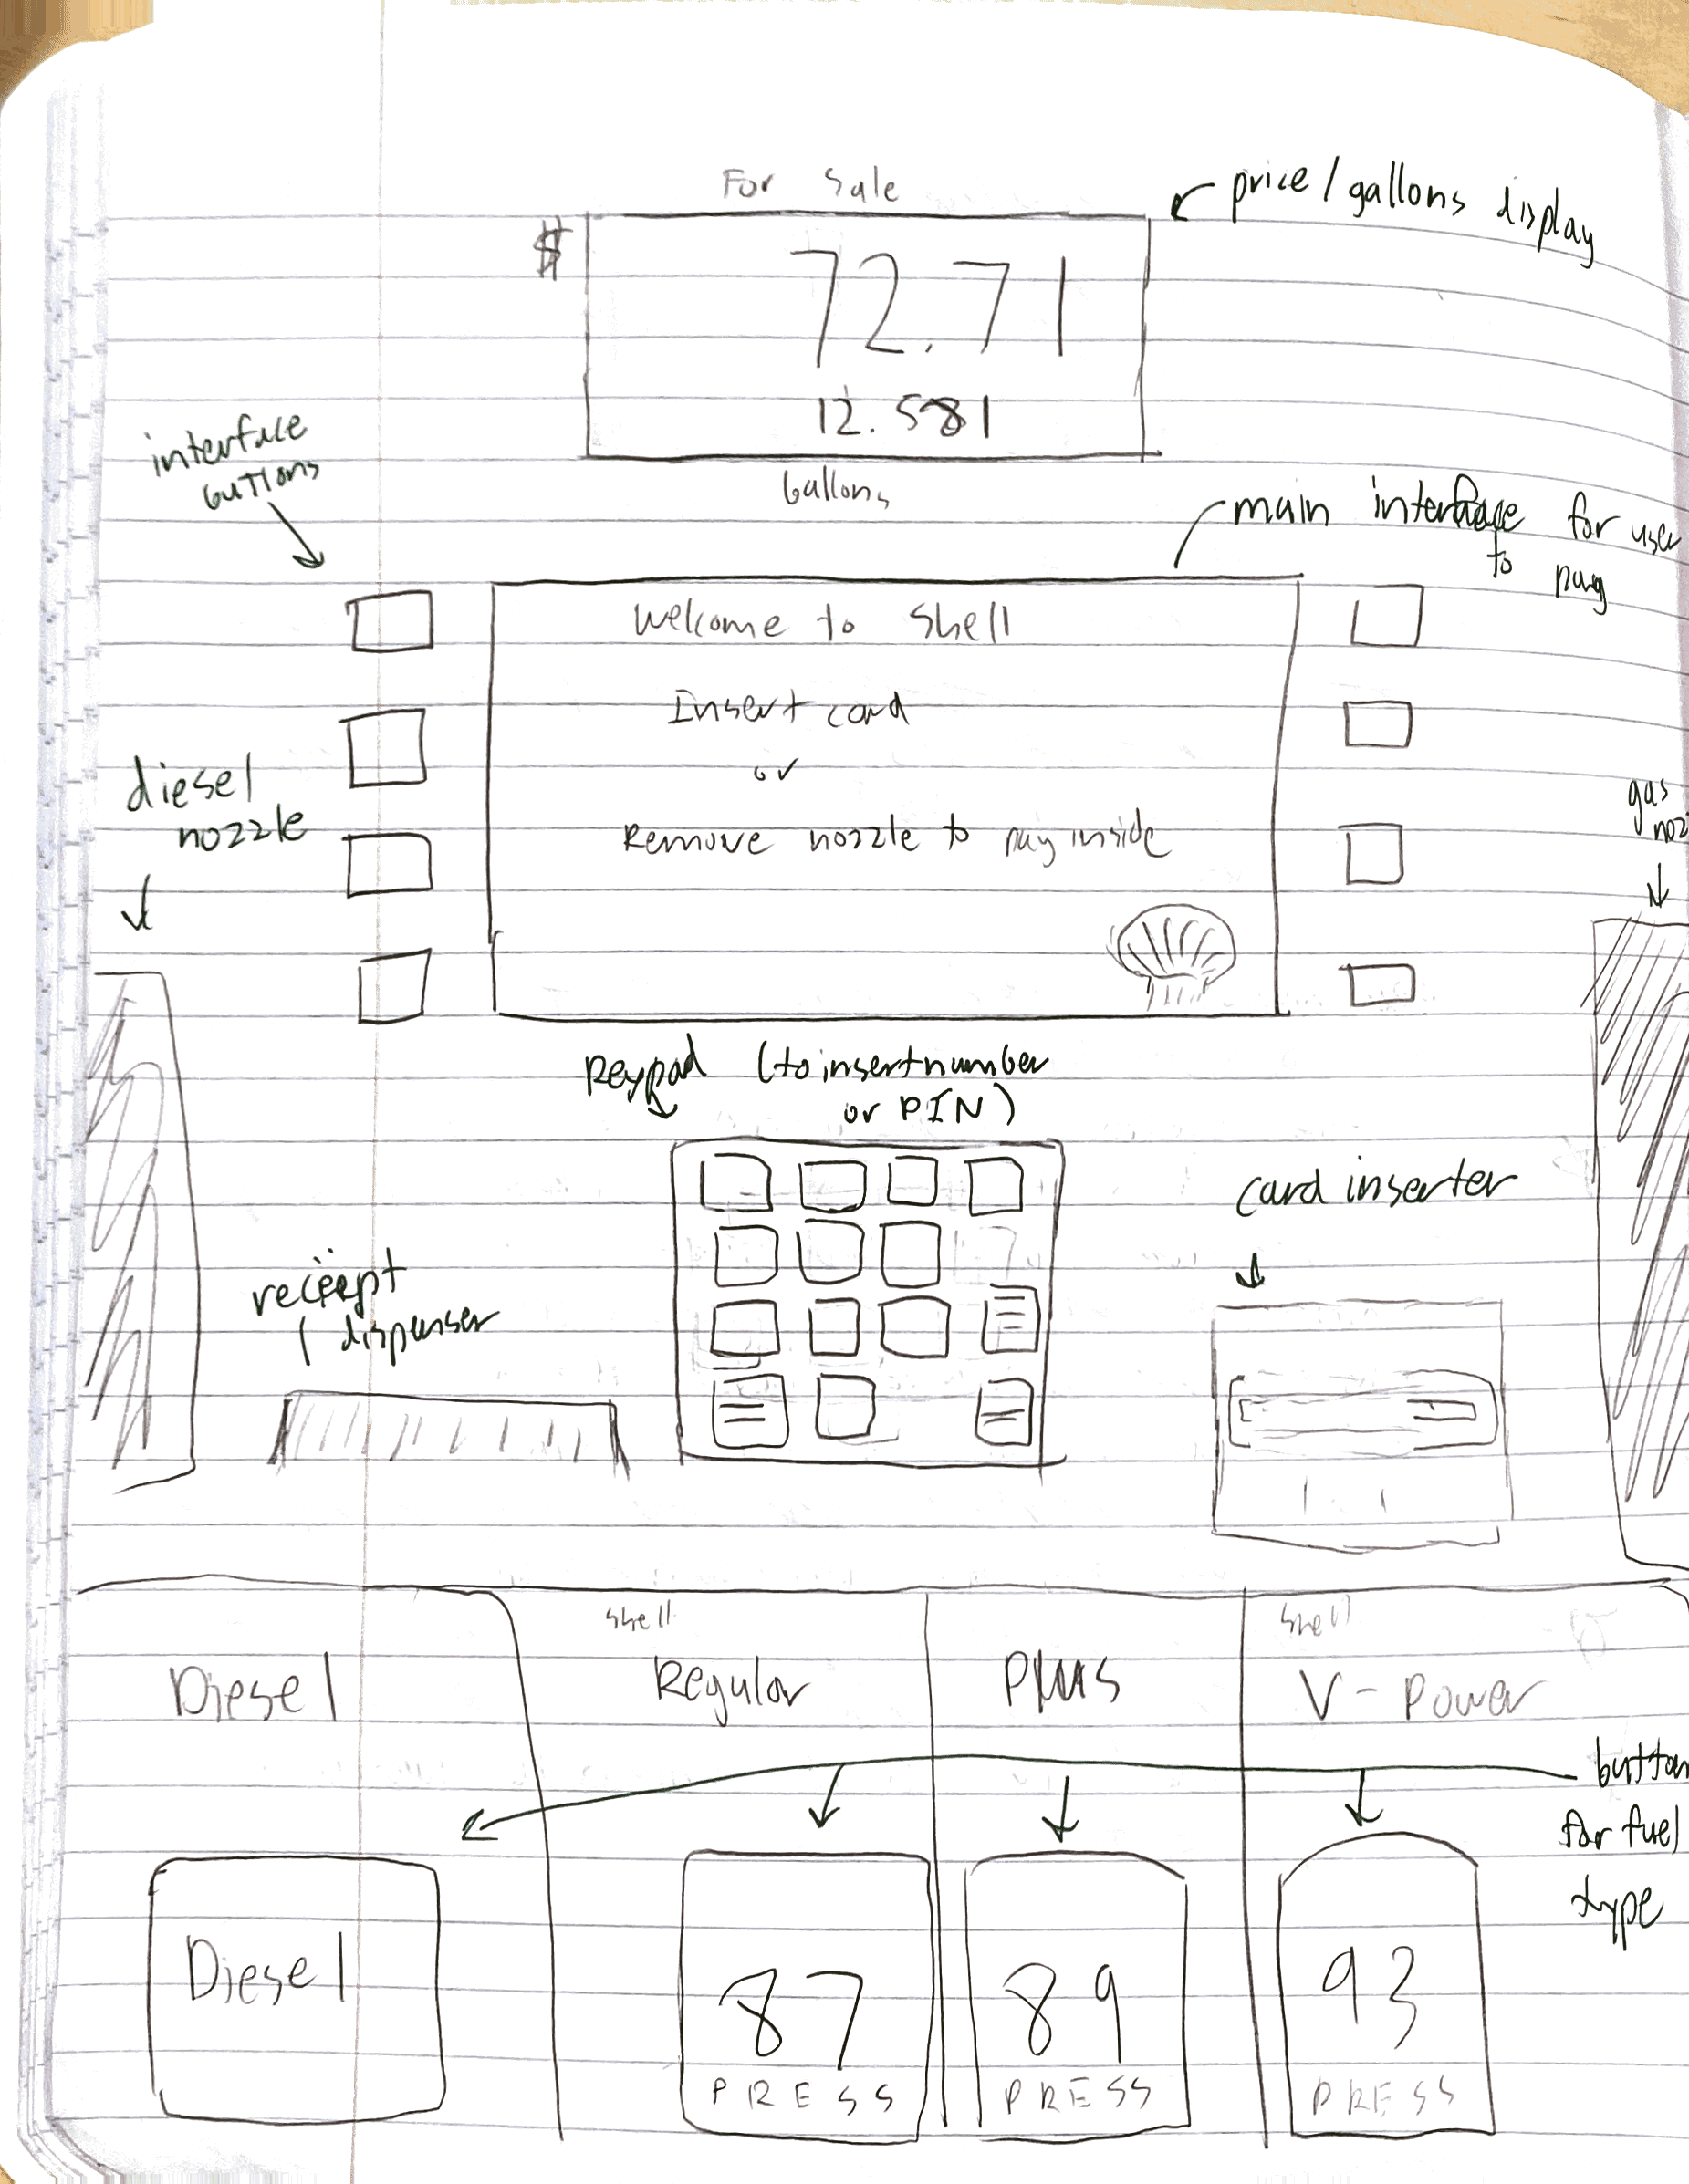 For Sale
price/gallons display
$
72.71
12.581
Gallons
interface
buttons
main interface for user
to pay
Welcome to Shell
Insert card
or
Remove nozzle to pay inside
diesel
nozzle
gas
noz
keypad (to insert number
or PIN)
card inserter
dispenser
Shell
Shell
Diesel
Regular
Plus
V-Power
button
for fuel
type
Diesel
87
PRESS
89
PRESS
93
PRESS